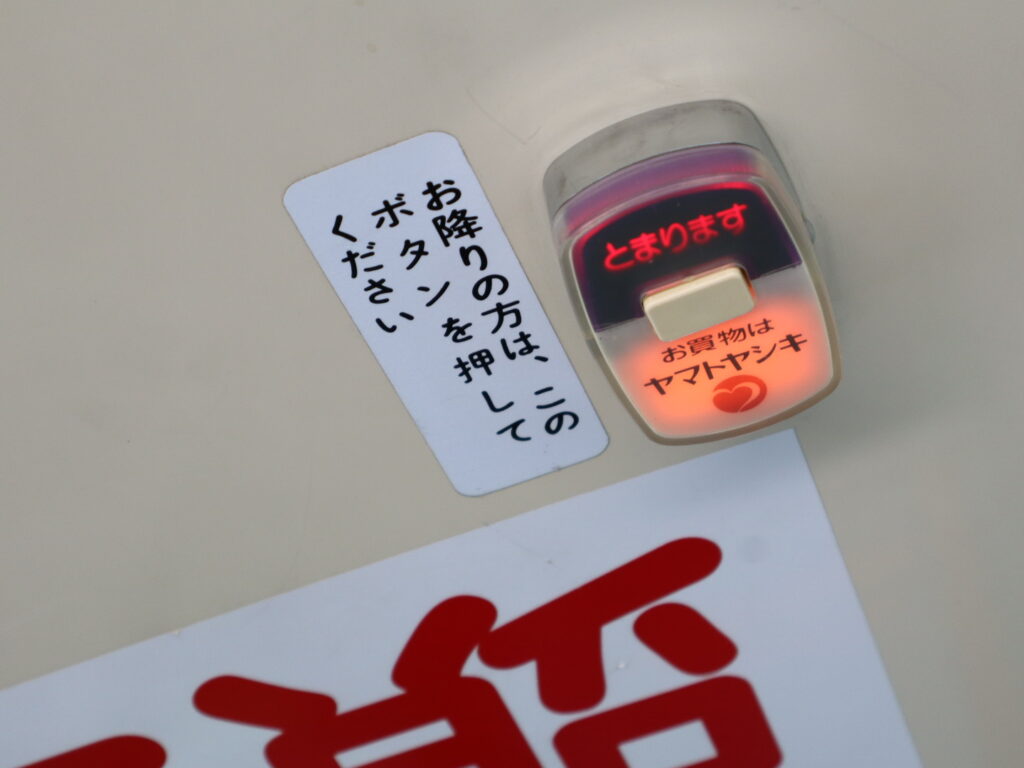 お降りの方は、この
ボタンを押して
ください
とまります
お買物は
ヤマトヤシキ